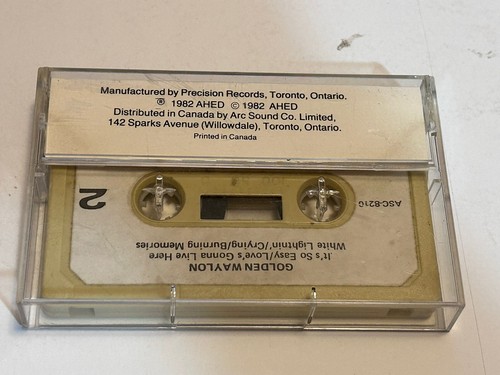 Manufactured by Precision Records, Toronto, Ontario.
℗ 1982 AHED © 1982 AHED
Distributed in Canada by Arc Sound Co. Limited,
142 Sparks Avenue (Willowdale), Toronto, Ontario.
Printed in Canada
GOLDEN WAYLON
It's So Easy/Love's Gonna Live Here
White Lightnin'/Crying/Burning Memories
2